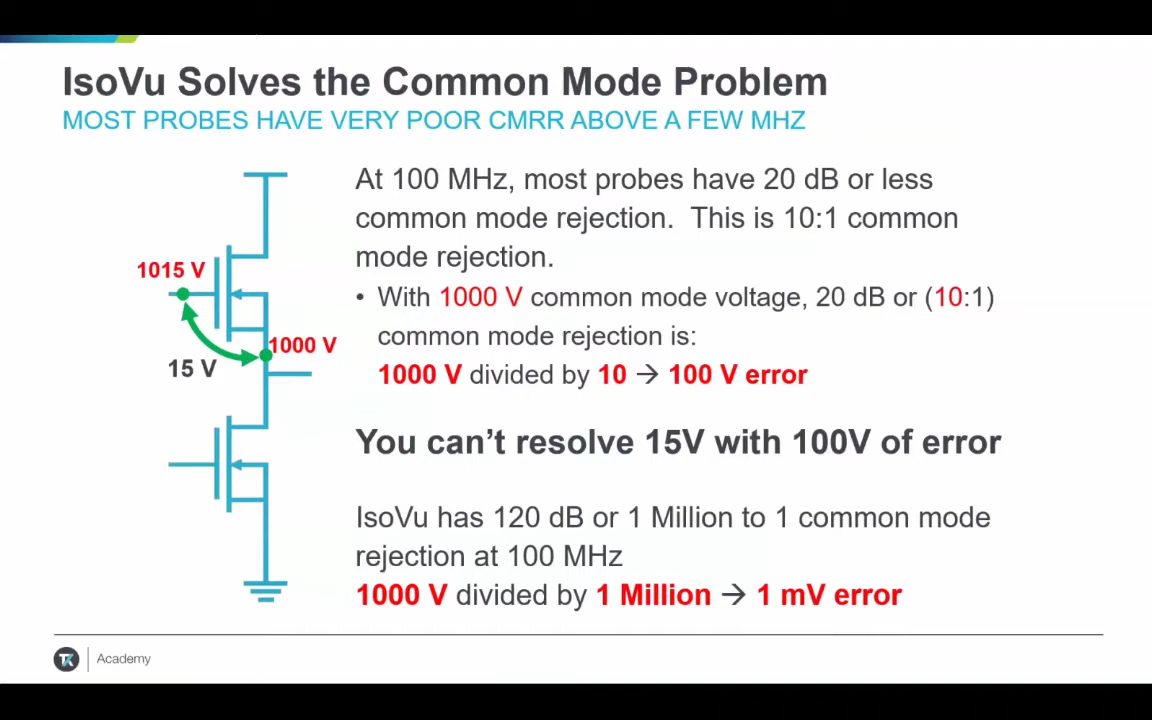 IsoVu Solves the Common Mode Problem
MOST PROBES HAVE VERY POOR CMRR ABOVE A FEW MHZ
At 100 MHz, most probes have 20 dB or less
common mode rejection. This is 10:1 common
mode rejection.
• With 1000 V common mode voltage, 20 dB or (10:1)
common mode rejection is:
1000 V divided by 10 → 100 V error
You can’t resolve 15V with 100V of error
IsoVu has 120 dB or 1 Million to 1 common mode
rejection at 100 MHz
1000 V divided by 1 Million → 1 mV error
1015 V
1000 V
15 V
TK
Academy